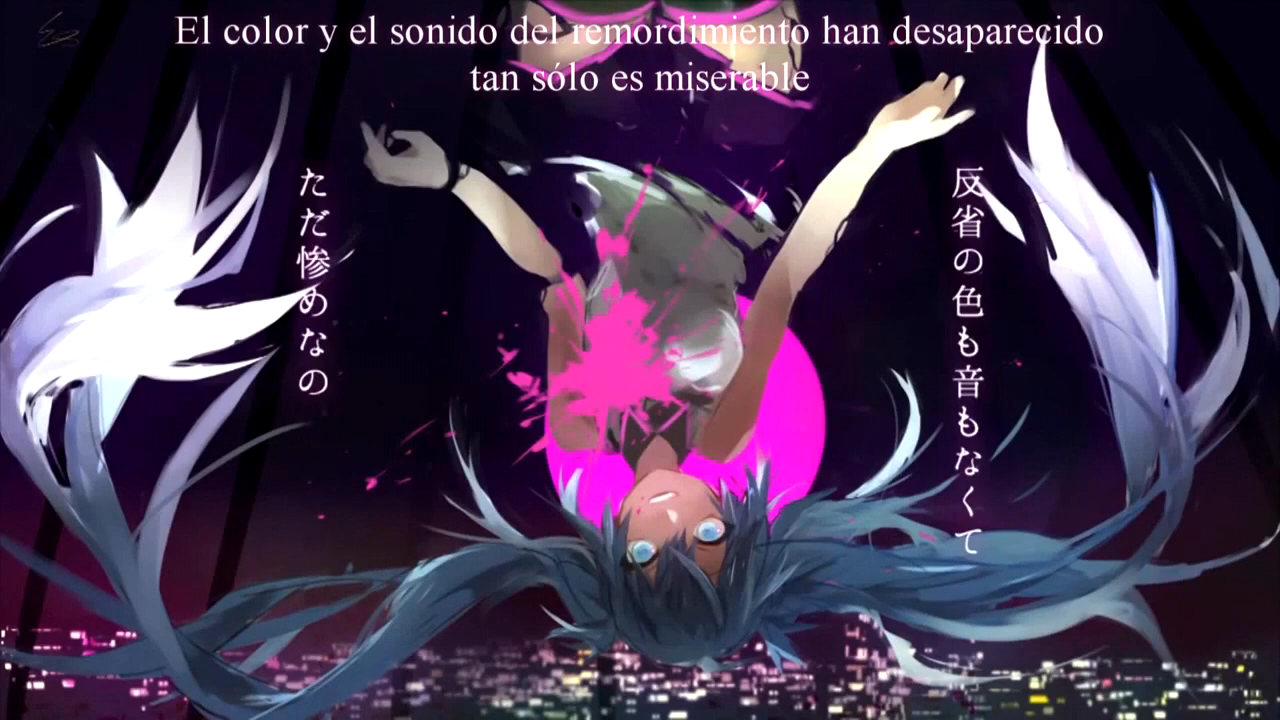 El color y el sonido del remordimiento han desaparecido
tan sólo es miserable
反省の色も音もなくて
ただ惨めなの